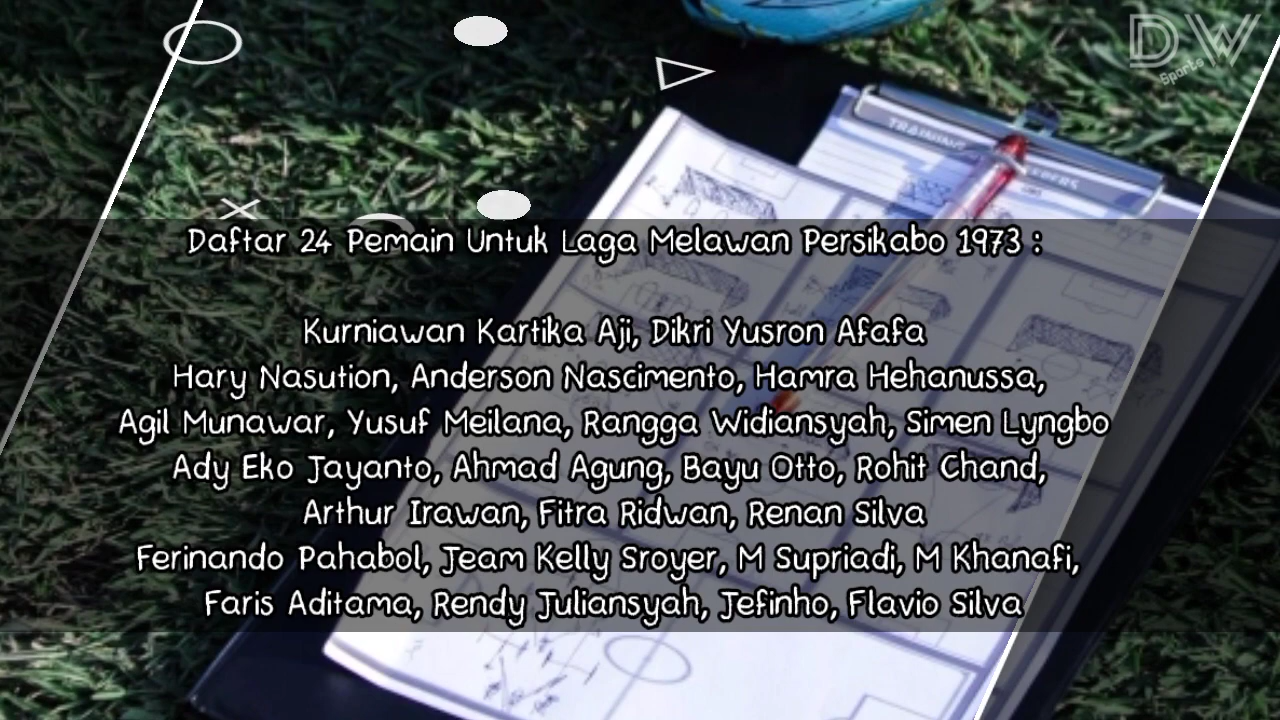 DW
Sports
TRAINING
Daftar 24 Pemain Untuk Laga Melawan Persikabo 1973 :
Kurniawan Kartika Aji, Dikri Yusron Afafa
Hary Nasution, Anderson Nascimento, Hamra Hehanussa,
Agil Munawar, Yusuf Meilana, Rangga Widiansyah, Simen Lyngbo
Ady Eko Jayanto, Ahmad Agung, Bayu Otto, Rohit Chand,
Arthur Irawan, Fitra Ridwan, Renan Silva
Ferinando Pahabol, Jeam Kelly Sroyer, M Supriadi, M Khanafi,
Faris Aditama, Rendy Juliansyah, Jefinho, Flavio Silva